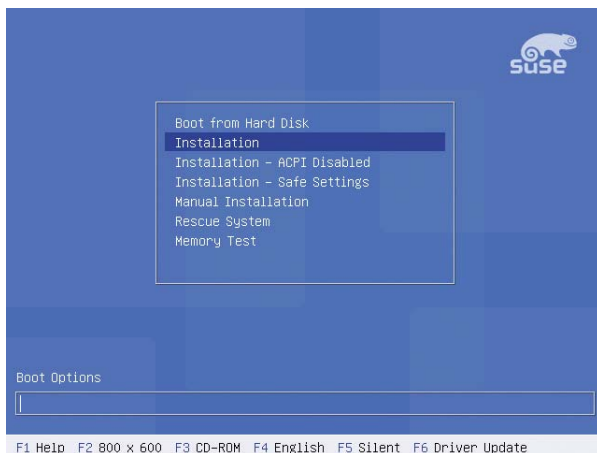 suse
Boot from Hard Disk
Installation
Installation - ACPI Disabled
Installation - Safe Settings
Manual Installation
Rescue System
Memory Test
Boot Options
F1 Help F2 800 x 600 F3 CD-ROM F4 English F5 Silent F6 Driver Update